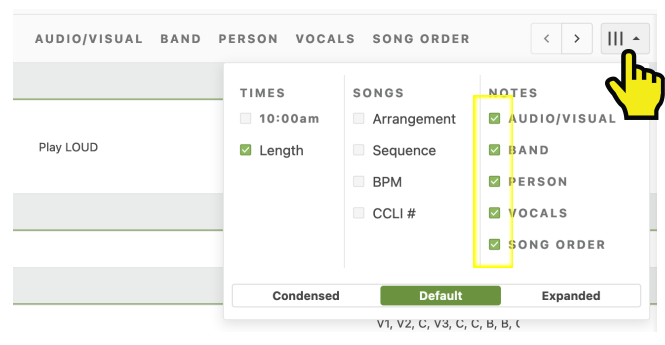 AUDIO/VISUAL BAND PERSON VOCALS SONG ORDER
TIMES SONGS NOTES
10:00am Arrangement AUDIO/VISUAL
Play LOUD
Length Sequence BAND
BPM PERSON
CCLI # VOCALS
SONG ORDER
Condensed Default Expanded
V1, V2, C, V3, C, C, B, B,